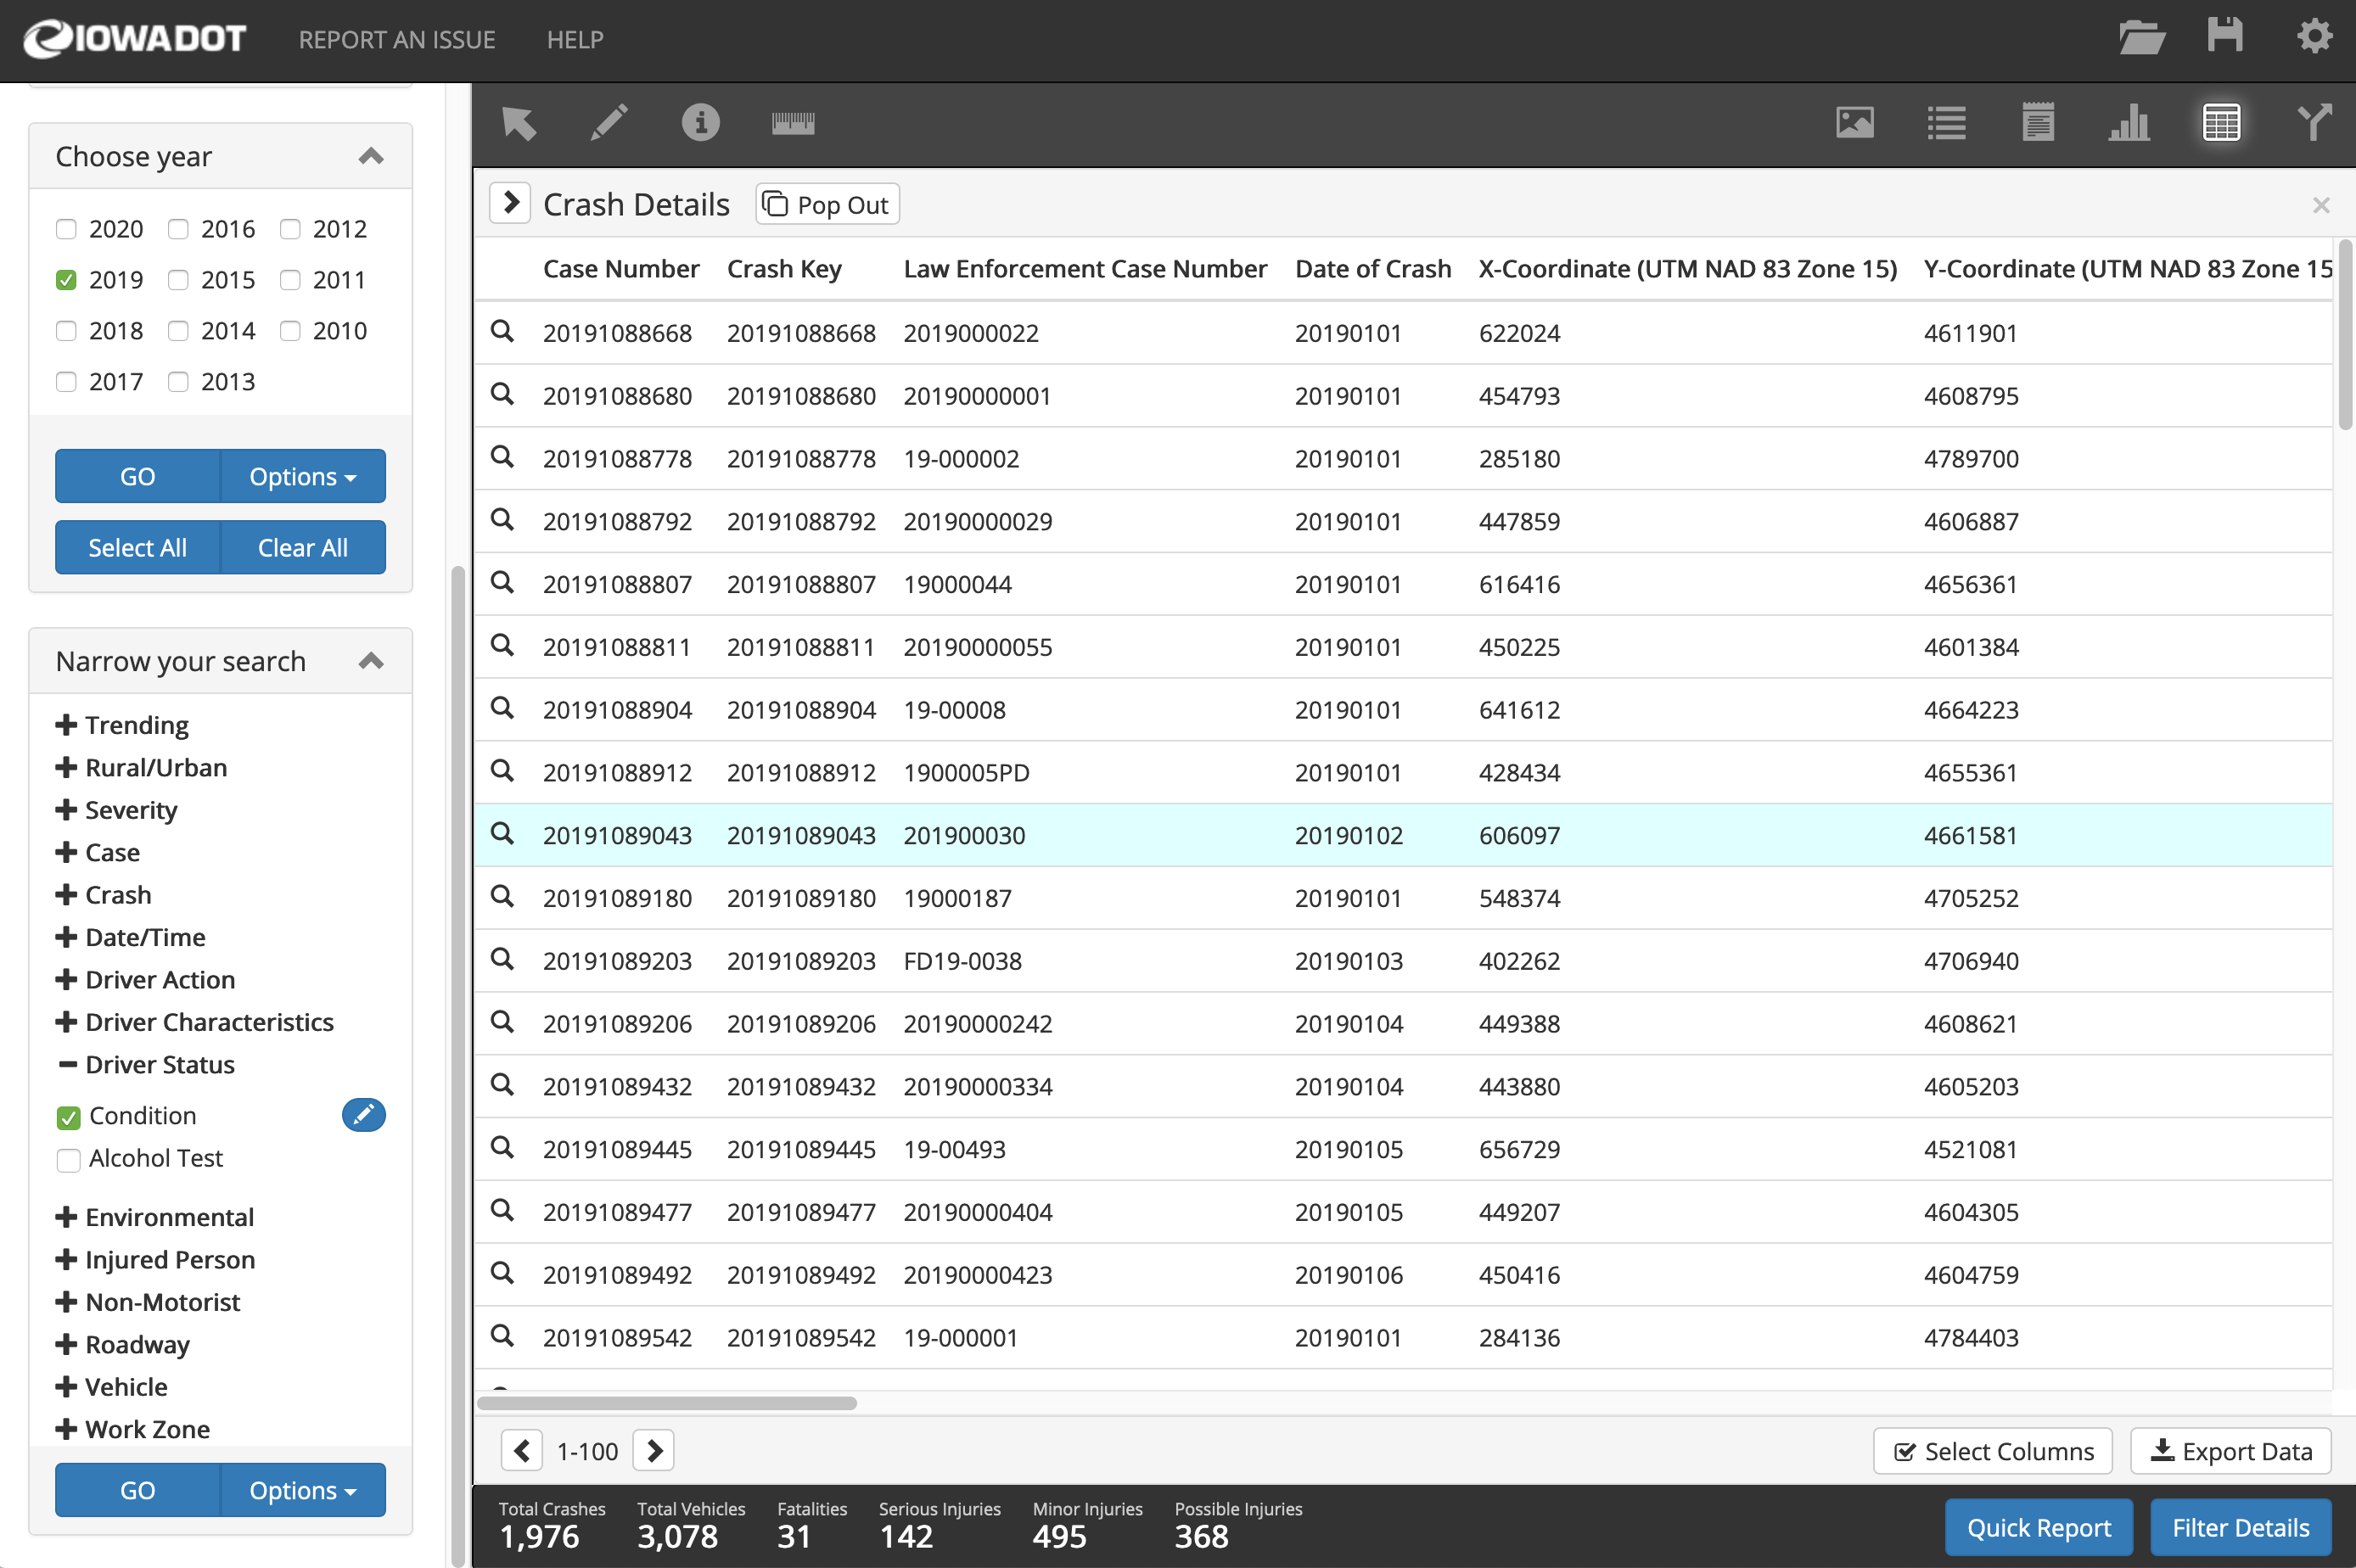 IOWADOT REPORT AN ISSUE HELP
Choose year
2020 2016 2012
2019 2015 2011
2018 2014 2010
2017 2013
GO Options
Select All Clear All
Narrow your search
Trending
Rural/Urban
Severity
Case
Crash
Date/Time
Driver Action
Driver Characteristics
Driver Status
Condition
Alcohol Test
Environmental
Injured Person
Non-Motorist
Roadway
Vehicle
Work Zone
GO Options
Crash Details Pop Out
Case Number Crash Key Law Enforcement Case Number Date of Crash X-Coordinate (UTM NAD 83 Zone 15) Y-Coordinate (UTM NAD 83 Zone 15
20191088668 20191088668 2019000022 20190101 622024 4611901
20191088680 20191088680 20190000001 20190101 454793 4608795
20191088778 20191088778 19-000002 20190101 285180 4789700
20191088792 20191088792 20190000029 20190101 447859 4606887
20191088807 20191088807 19000044 20190101 616416 4656361
20191088811 20191088811 20190000055 20190101 450225 4601384
20191088904 20191088904 19-00008 20190101 641612 4664223
20191088912 20191088912 1900005PD 20190101 428434 4655361
20191089043 20191089043 201900030 20190102 606097 4661581
20191089180 20191089180 19000187 20190101 548374 4705252
20191089203 20191089203 FD19-0038 20190103 402262 4706940
20191089206 20191089206 20190000242 20190104 449388 4608621
20191089432 20191089432 20190000334 20190104 443880 4605203
20191089445 20191089445 19-00493 20190105 656729 4521081
20191089477 20191089477 20190000404 20190105 449207 4604305
20191089492 20191089492 20190000423 20190106 450416 4604759
20191089542 20191089542 19-000001 20190101 284136 4784403
1-100 Select Columns Export Data
Total Crashes Total Vehicles Fatalities Serious Injuries Minor Injuries Possible Injuries
1,976 3,078 31 142 495 368
Quick Report Filter Details